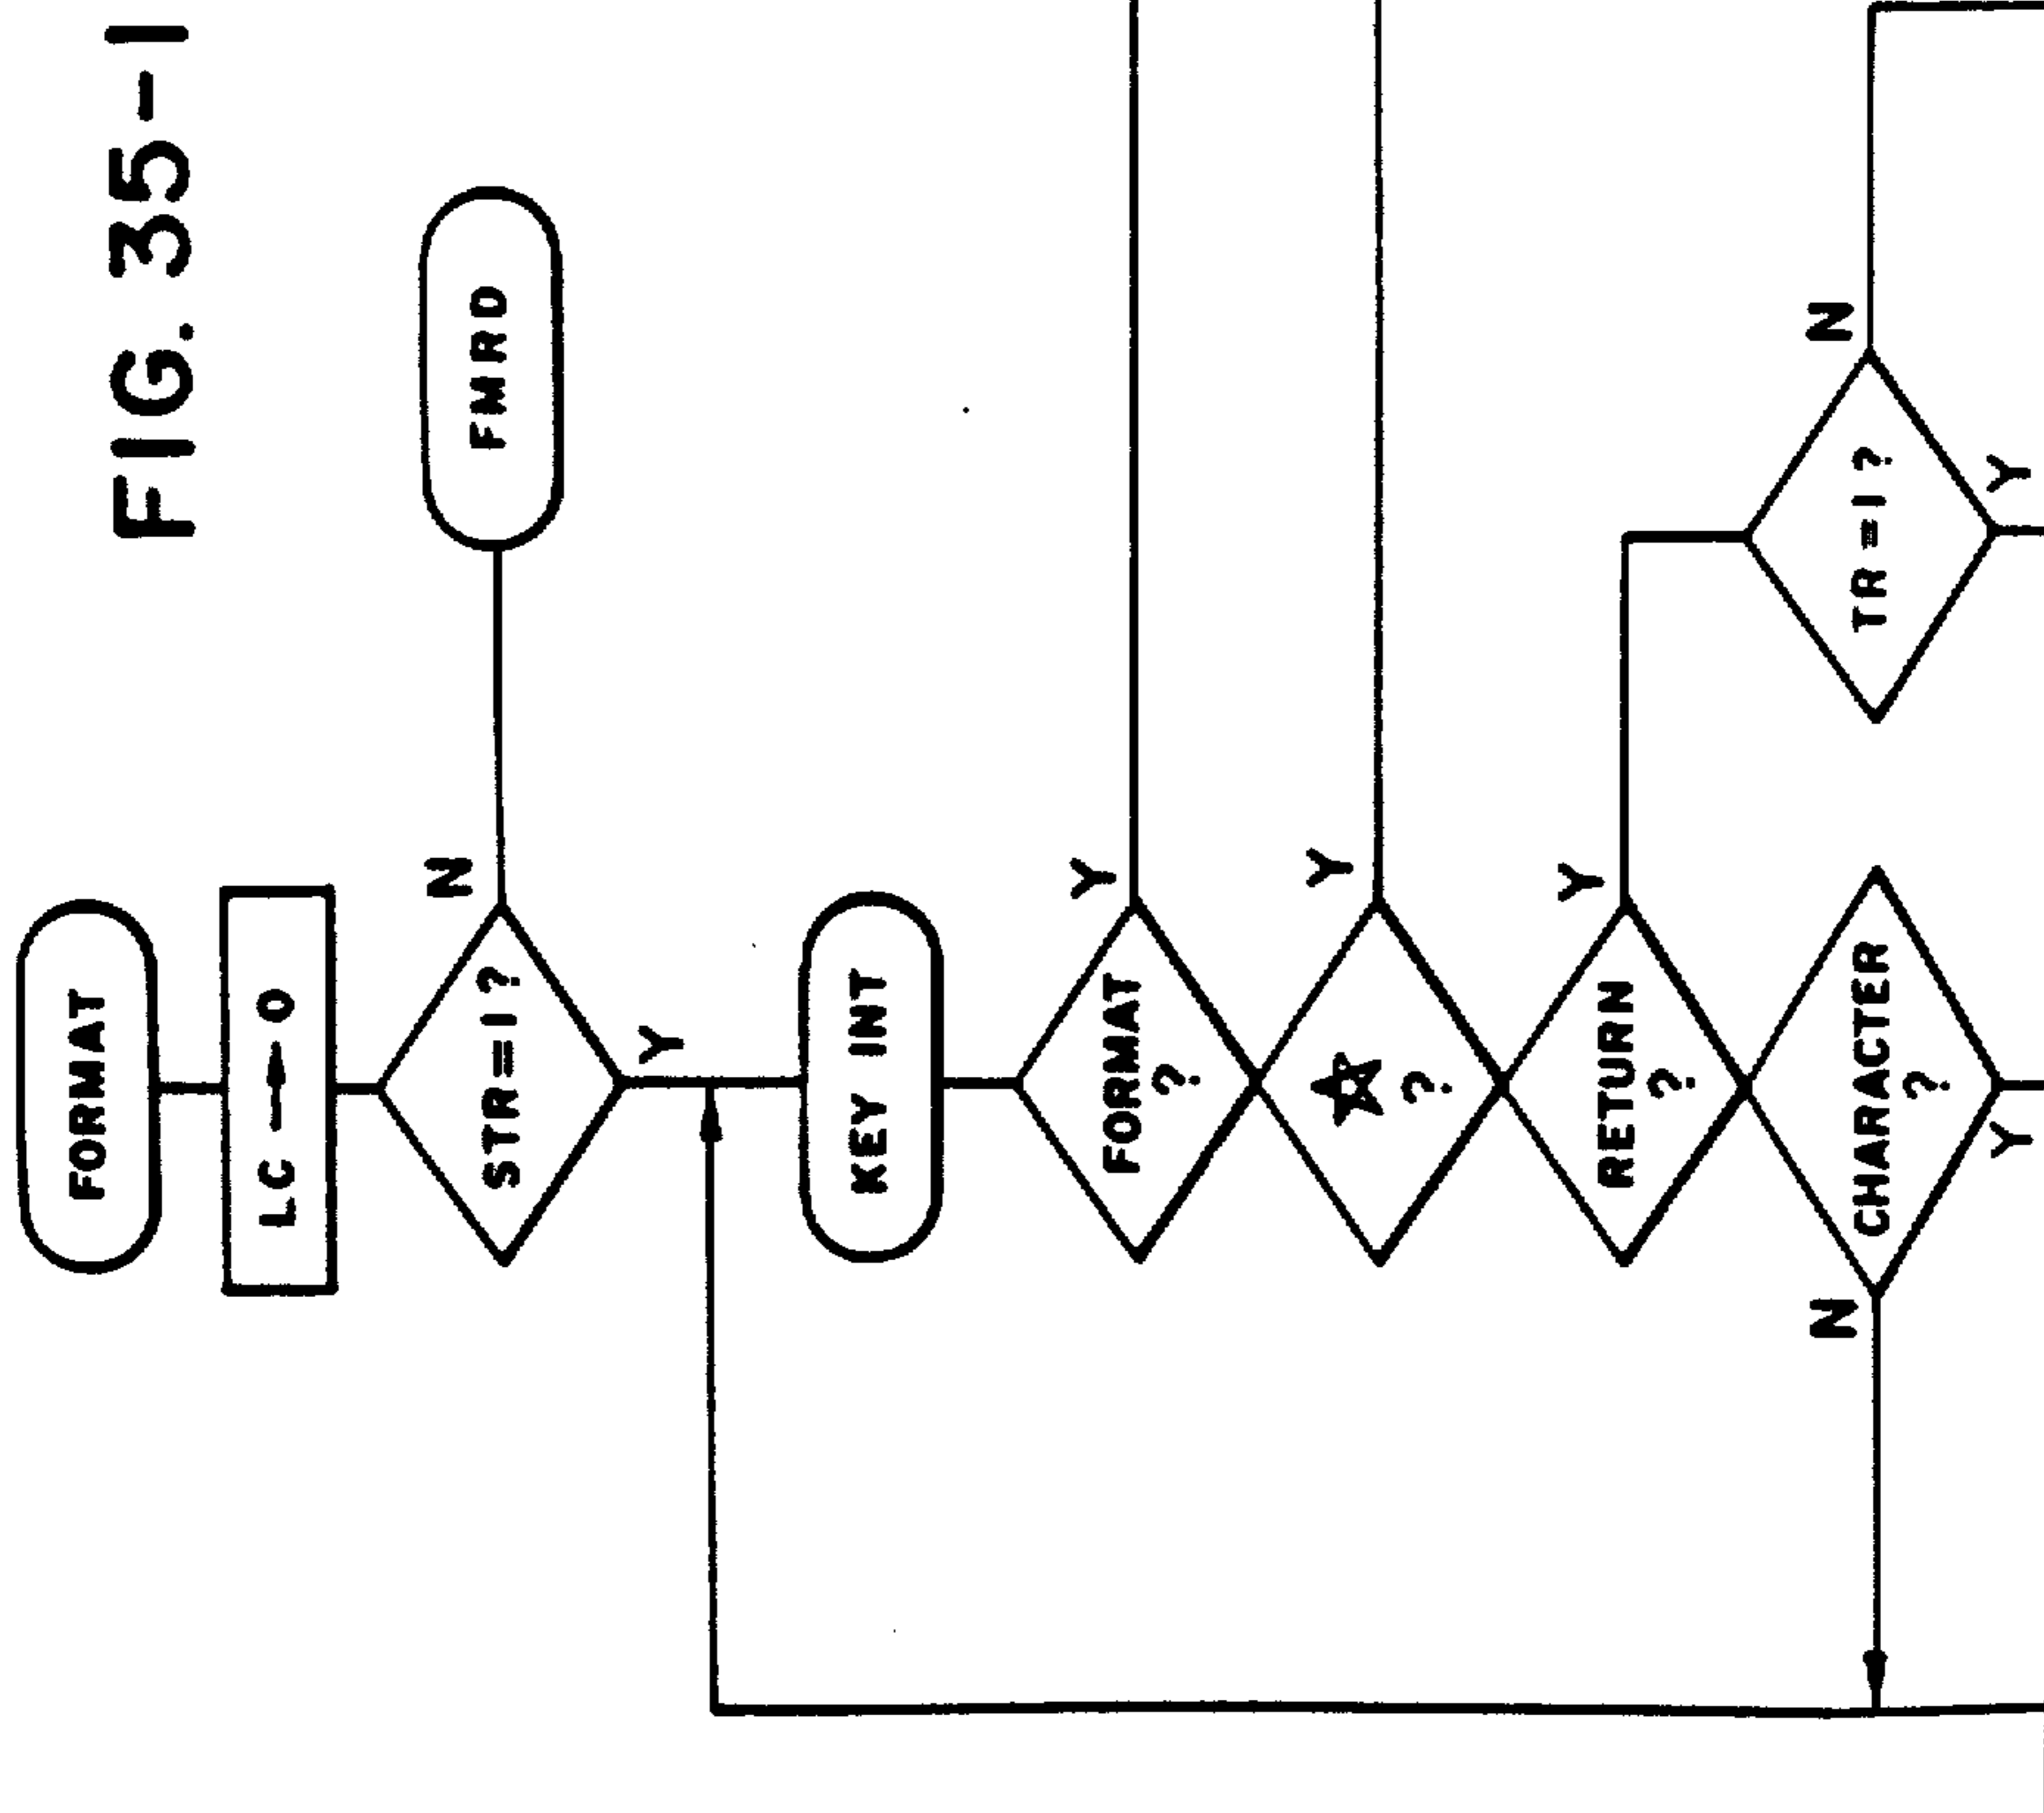 FIG. 35-1
FORMAT
LC → 0
STR=1?
N
FMRD
Y
KEY INT
FORMAT
?
Y
☆
?
Y
RETURN
?
Y
TR=1?
N
Y
CHARACTER
?
N
Y